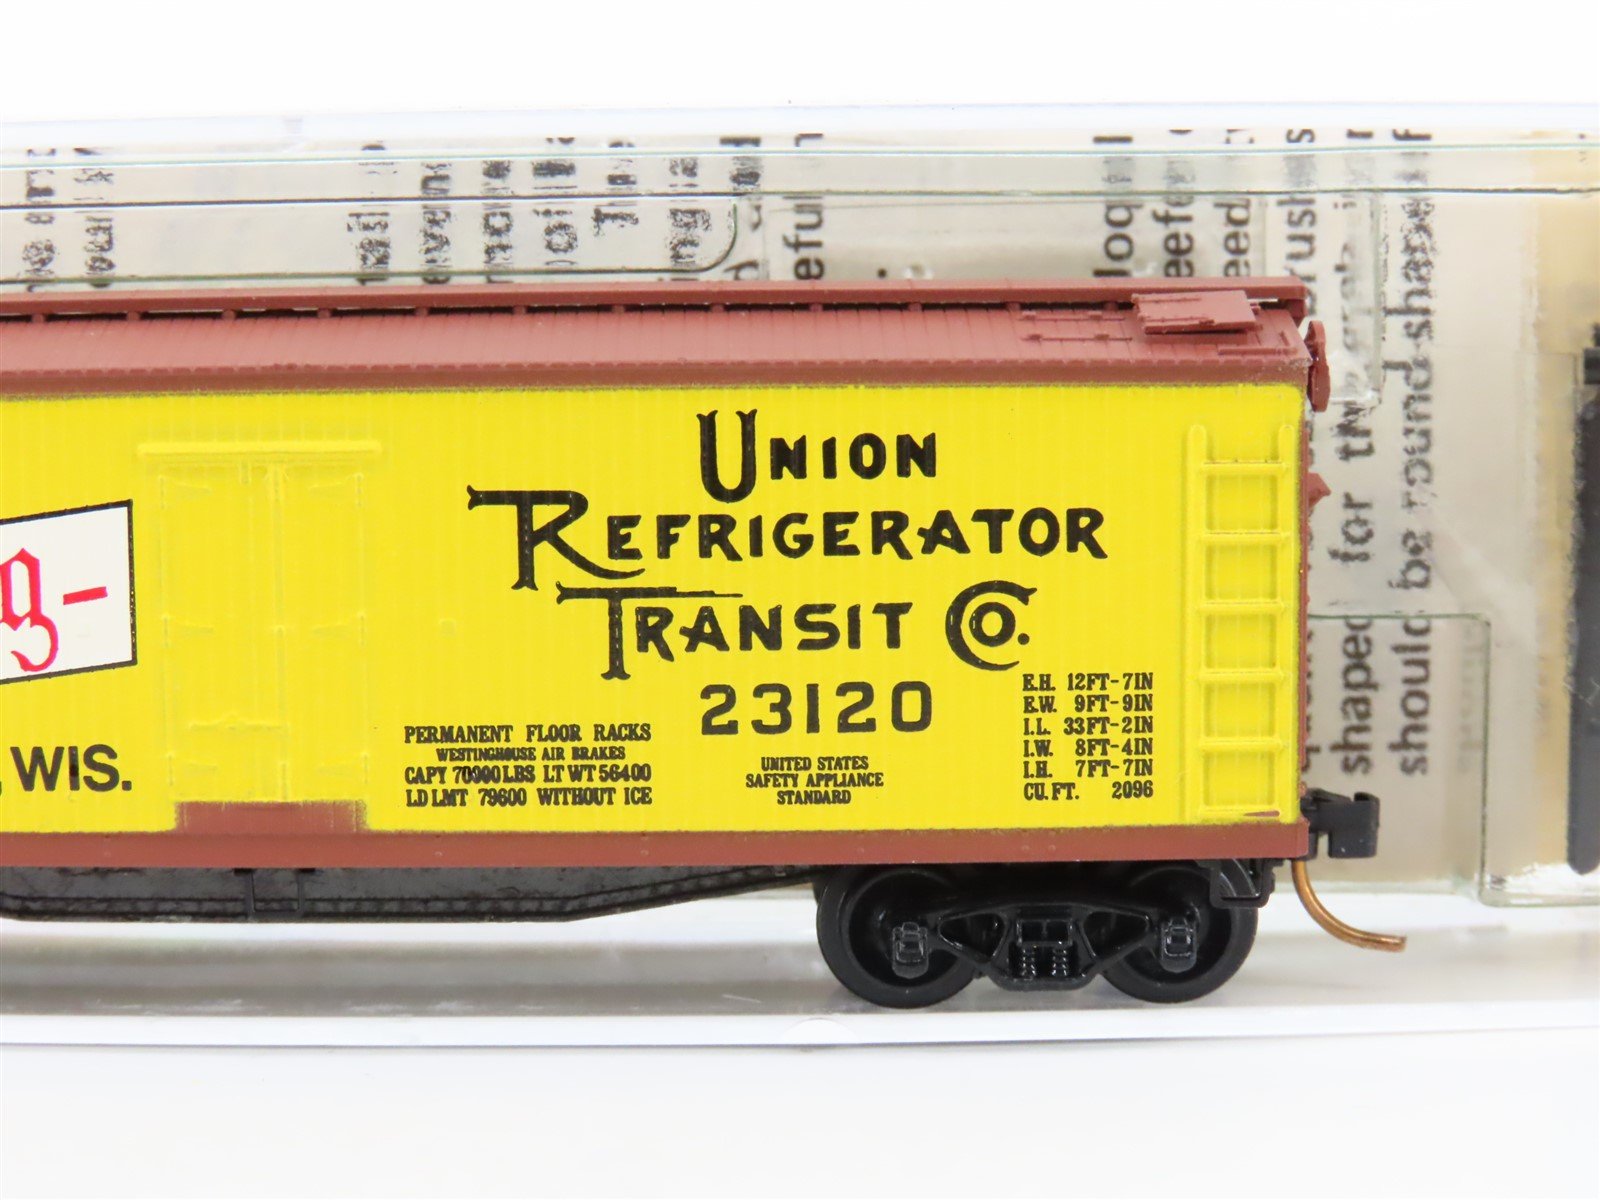 g-
, WIS.
UNION
REFRIGERATOR
TRANSIT CO.
23120
PERMANENT FLOOR RACKS
WESTINGHOUSE AIR BRAKES
CAPY 70000 LBS LT WT 56400
LD LMT 79600 WITHOUT ICE
UNITED STATES
SAFETY APPLIANCE
STANDARD
E.H. 12FT-7IN
E.W. 9FT-9IN
I.L. 33FT-2IN
I.W. 8FT-4IN
I.H. 7FT-7IN
CU. FT. 2096
shaped for
should be round shape